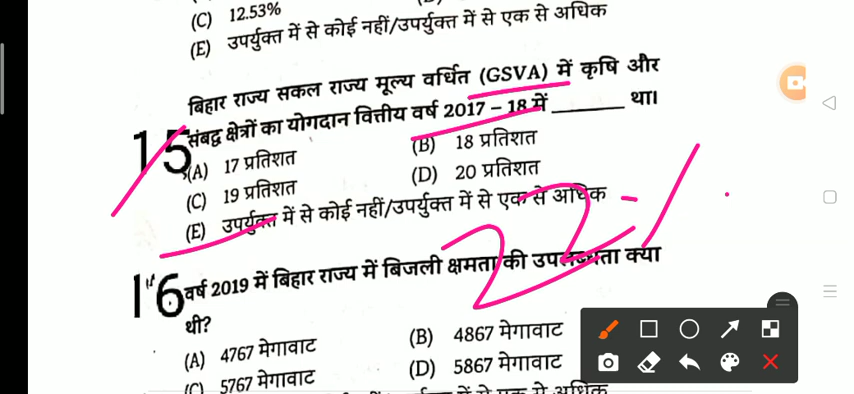 (C) 12.53%
(E) उपर्युक्त में से कोई नहीं/उपर्युक्त में से एक से अधिक
15
बिहार राज्य सकल राज्य मूल्य वर्धित (GSVA) में कृषि और
संबद्ध क्षेत्रों का योगदान वित्तीय वर्ष 2017 – 18 में ______ था।
(A) 17 प्रतिशत (B) 18 प्रतिशत
(C) 19 प्रतिशत (D) 20 प्रतिशत
(E) उपर्युक्त में से कोई नहीं/उपर्युक्त में से एक से अधिक
16 वर्ष 2019 में बिहार राज्य में बिजली क्षमता की उपलब्धता क्या
थी?
(A) 4767 मेगावाट (B) 4867 मेगावाट
(C) 5767 मेगावाट (D) 5867 मेगावाट